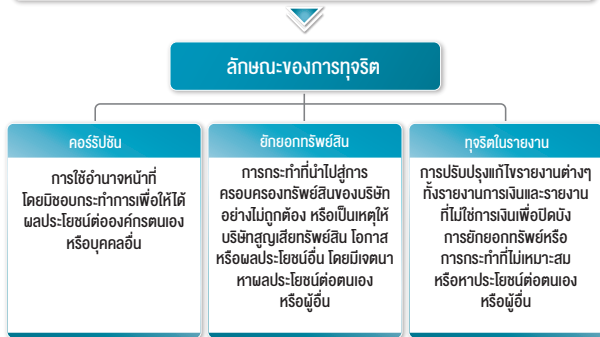 ลักษณะของการทุจริต
คอร์รัปชัน
การใช้อำนาจหน้าที่
โดยมิชอบกระทำการเพื่อให้ได้
ผลประโยชน์ต่อองค์กรตนเอง
หรือบุคคลอื่น
ยักยอกทรัพย์สิน
การกระทำที่นำไปสู่การ
ครอบครองทรัพย์สินของบริษัท
อย่างไม่ถูกต้อง หรือเป็นเหตุให้
บริษัทสูญเสียทรัพย์สิน โอกาส
หรือผลประโยชน์อื่น โดยมีเจตนา
หาผลประโยชน์ต่อตนเอง
หรือผู้อื่น
ทุจริตในรายงาน
การปรับปรุงแก้ไขรายงานต่างๆ
ทั้งรายงานการเงินและรายงาน
ที่ไม่ใช่การเงินเพื่อปิดบัง
การยักยอกทรัพย์หรือ
การกระทำที่ไม่เหมาะสม
หรือหาประโยชน์ต่อตนเอง
หรือผู้อื่น